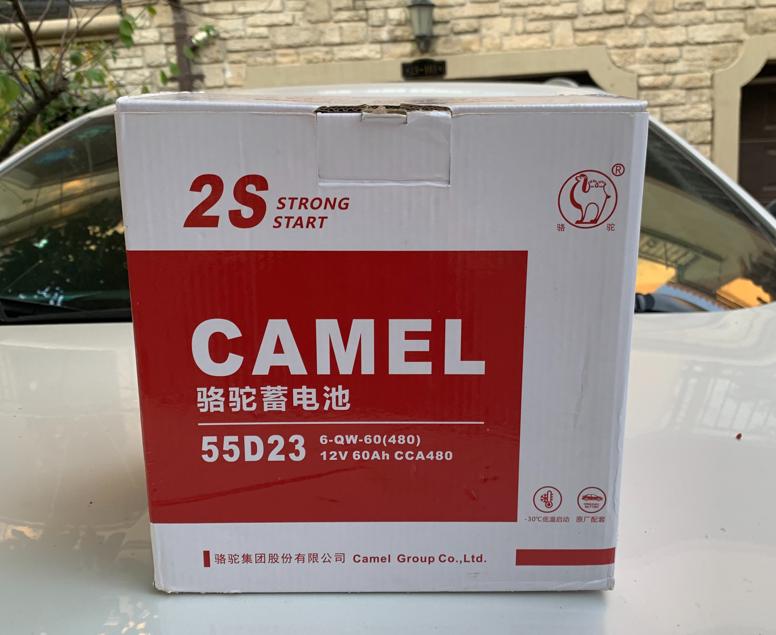 2S STRONG
START
®
骆 驼
CAMEL
骆驼蓄电池
55D23
6-QW-60(480)
12V 60Ah CCA480
-30℃低温启动
原厂配套
骆驼集团股份有限公司 Camel Group Co.,Ltd.